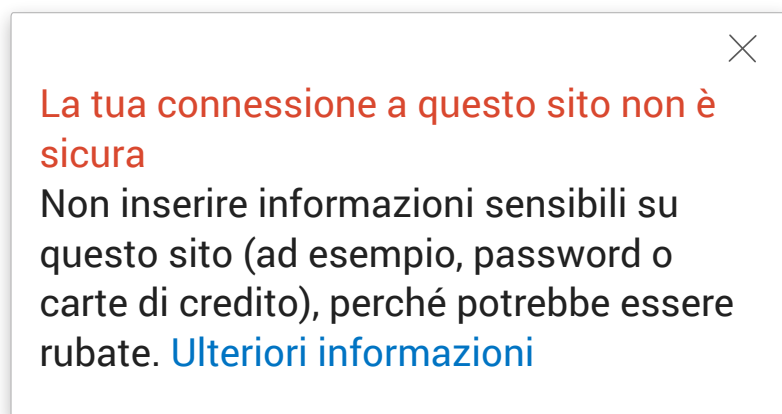 La tua connessione a questo sito non è
sicura
Non inserire informazioni sensibili su
questo sito (ad esempio, password o
carte di credito), perché potrebbe essere
rubate. Ulteriori informazioni